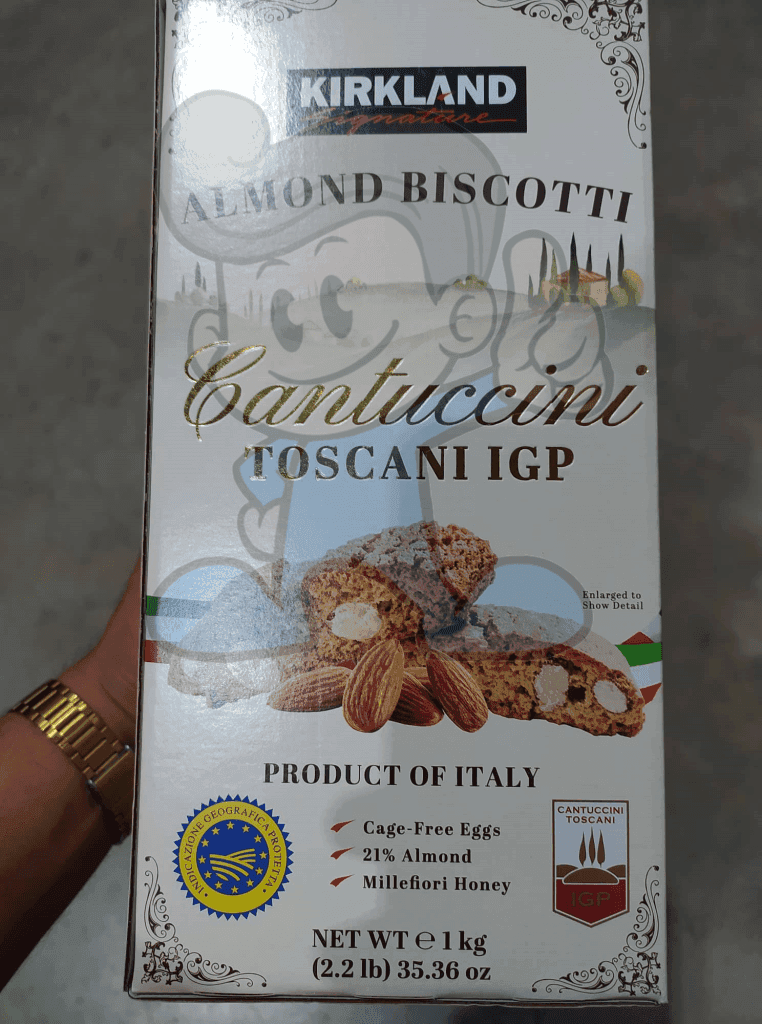 KIRKLAND
Signature
ALMOND BISCOTTI
Cantuccini
TOSCANI IGP
Enlarged to
Show Detail
PRODUCT OF ITALY
INDICAZIONE GEOGRAFICA PROTETTA
Cage-Free Eggs
21% Almond
Millefiori Honey
CANTUCCINI
TOSCANI
IGP
NET WT ℮ 1 kg
(2.2 lb) 35.36 oz